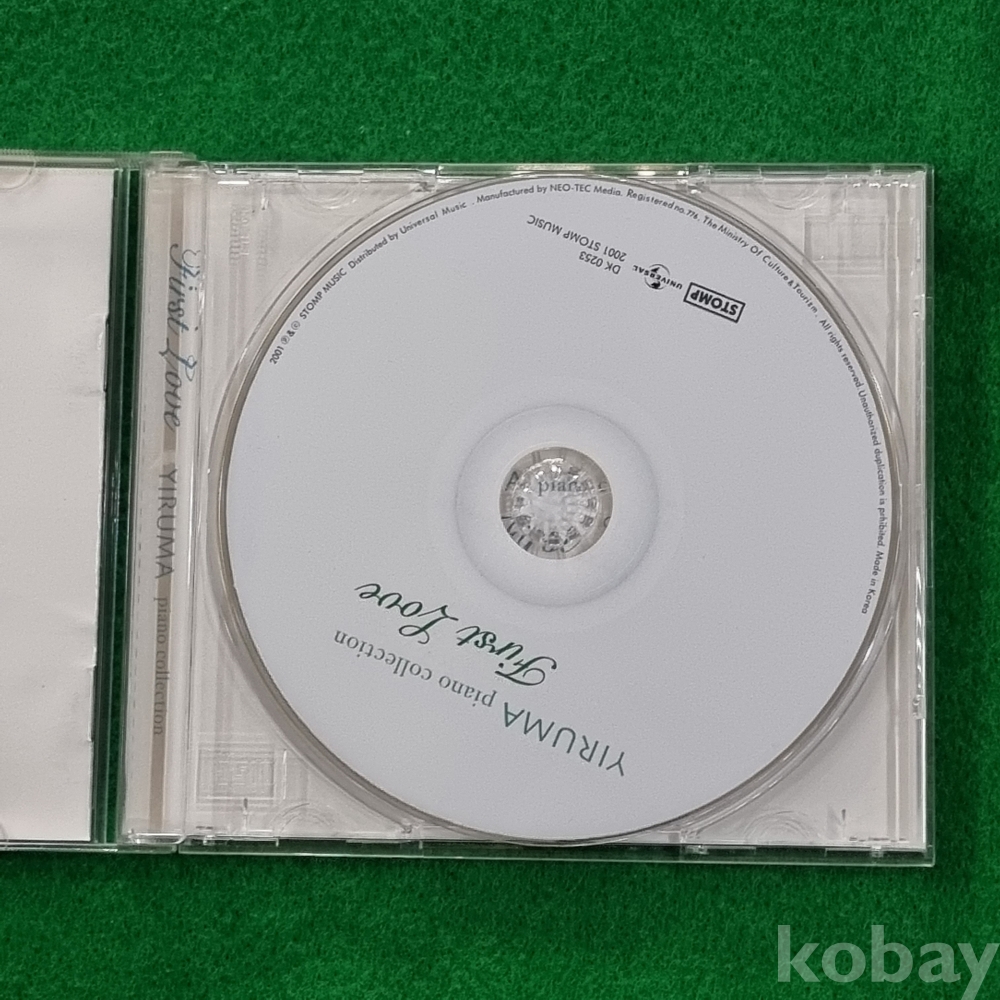 First Love YIRUMA piano collection
2001 ℗ & © STOMP MUSIC Distributed by Universal Music . Manufactured by NEO-TEC Media. Registered no. 776. The Ministry Of Culture & Tourism . All rights reserved. Unauthorized duplication is prhibited. Made in Korea
STOMP
UNIVERSAL
DK 0253
2001 STOMP MUSIC
YIRUMA piano collection
First Love
kobay